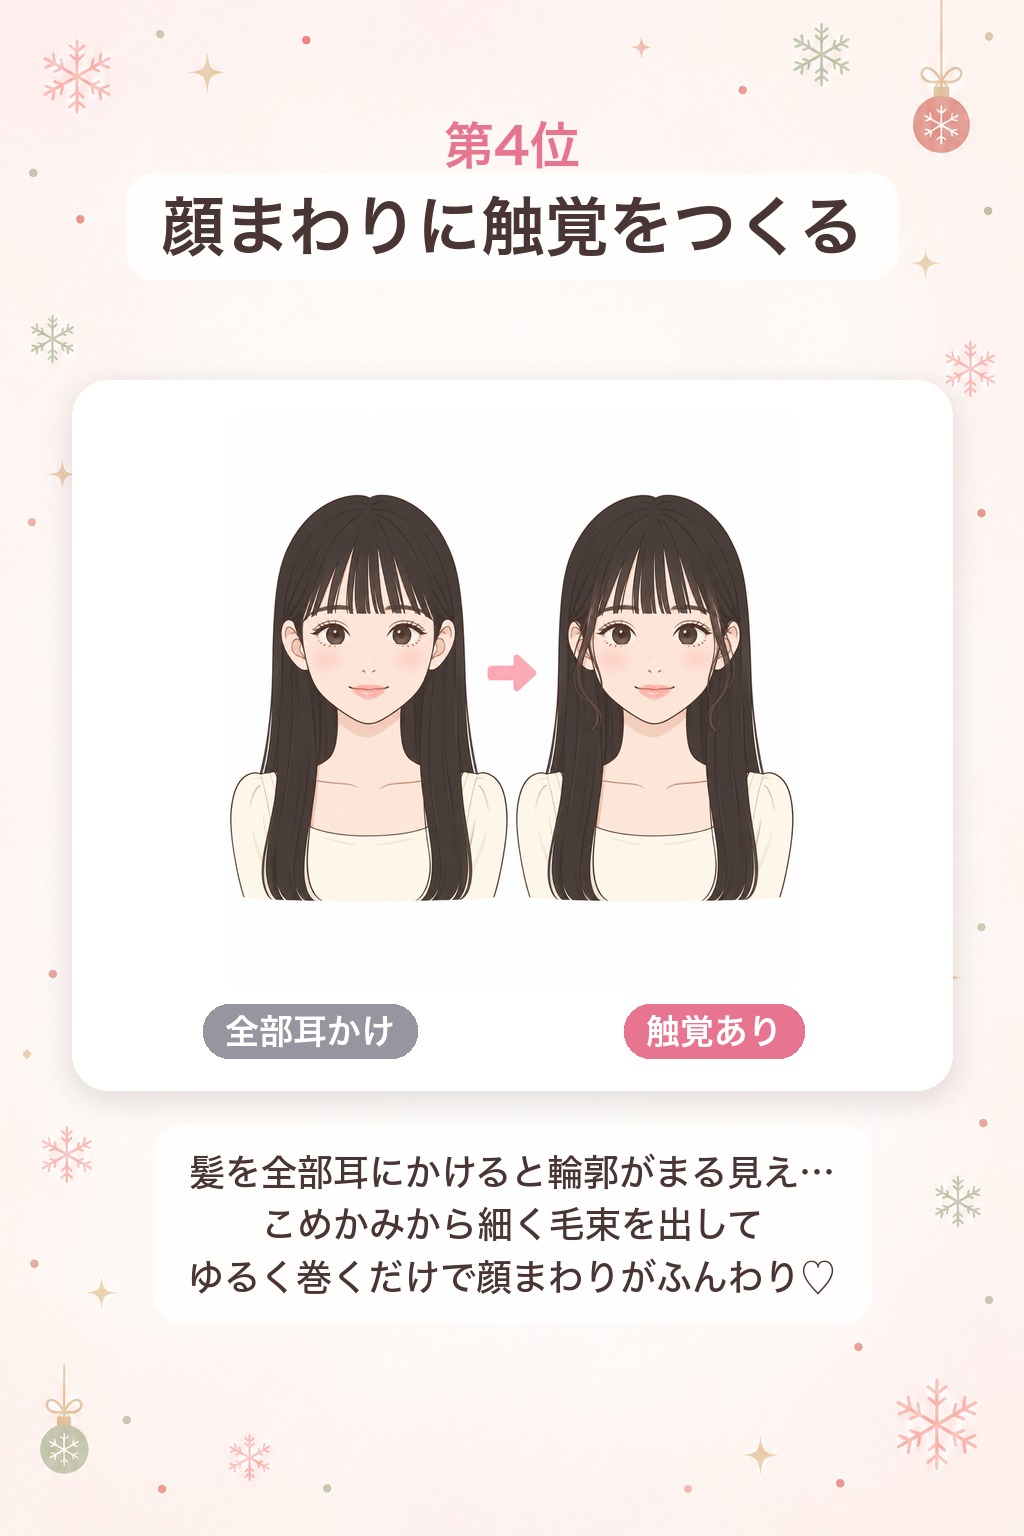 第4位
顔まわりに触覚をつくる
全部耳かけ
触覚あり
髪を全部耳にかけると輪郭がまる見え…
こめかみから細く毛束を出して
ゆるく巻くだけで顔まわりがふんわり♡